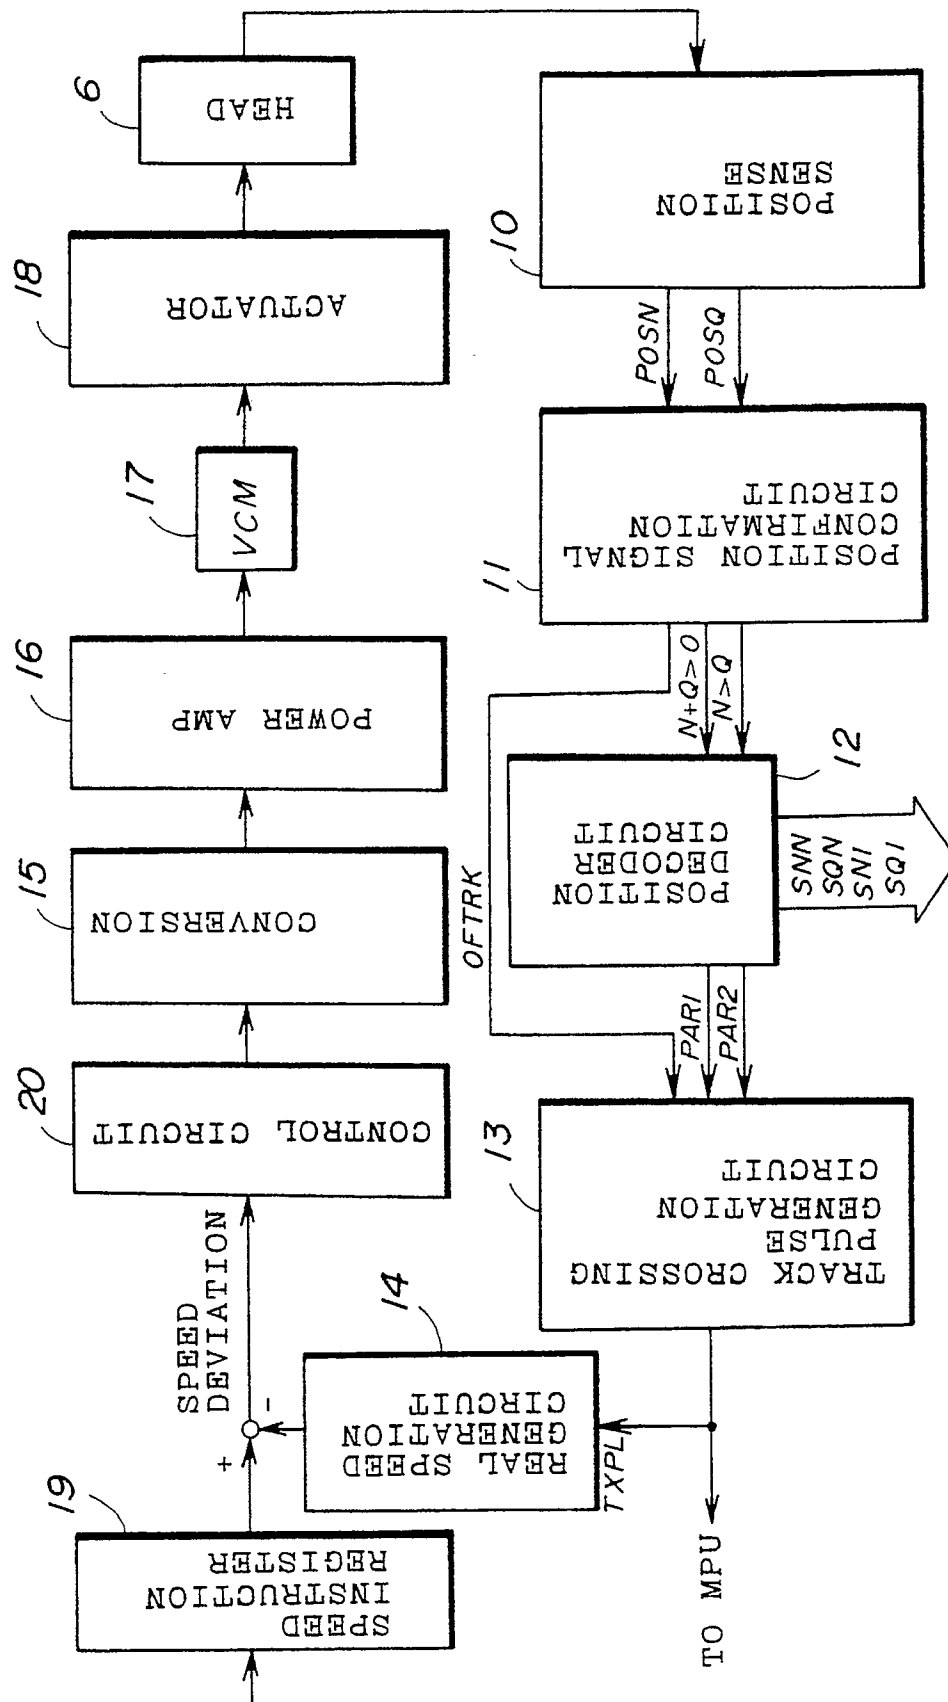 19
SPEED
INSTRUCTION
REGISTER
+
-
SPEED
DEVIATION
20
CONTROL CIRCUIT
15
CONVERSION
16
POWER AMP
17
VCM
18
ACTUATOR
6
HEAD
10
POSITION
SENSE
POSN
POSQ
11
POSITION SIGNAL
CONFIRMATION
CIRCUIT
N+Q>0
N>Q
OFTRK
12
POSITION
DECODER
CIRCUIT
SNN
SQN
SN1
SQ1
PAR1
PAR2
13
TRACK CROSSING
PULSE
GENERATION
CIRCUIT
14
REAL SPEED
GENERATION
CIRCUIT
TXPL
TO MPU